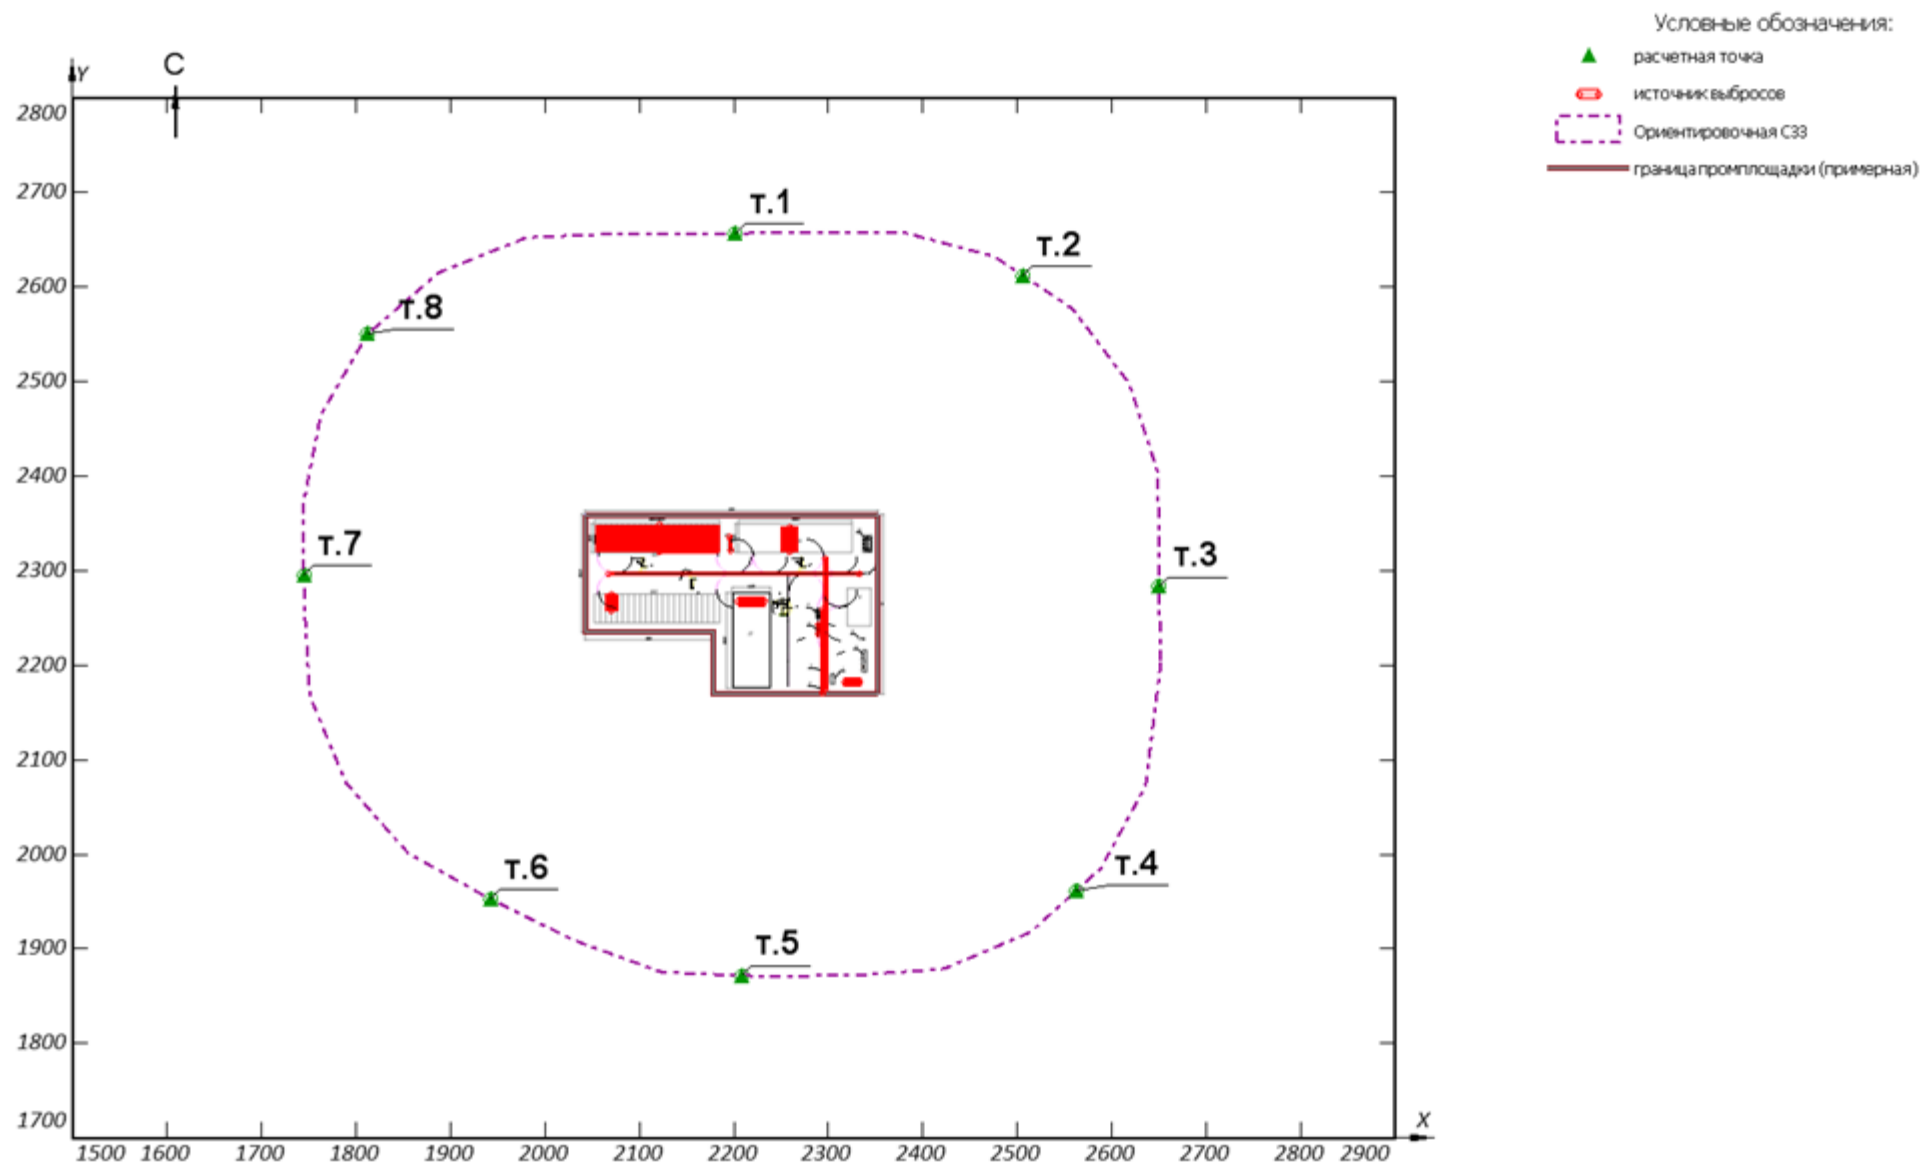 Условные обозначения:
расчетная точка
источник выбросов
Ориентировочная СЗЗ
граница промплощадки (примерная)
С
Y
2800
2700
2600
2500
2400
2300
2200
2100
2000
1900
1800
1700
т.1
т.2
т.8
т.7
т.3
т.6
т.4
т.5
X
1500 1600 1700 1800 1900 2000 2100 2200 2300 2400 2500 2600 2700 2800 2900